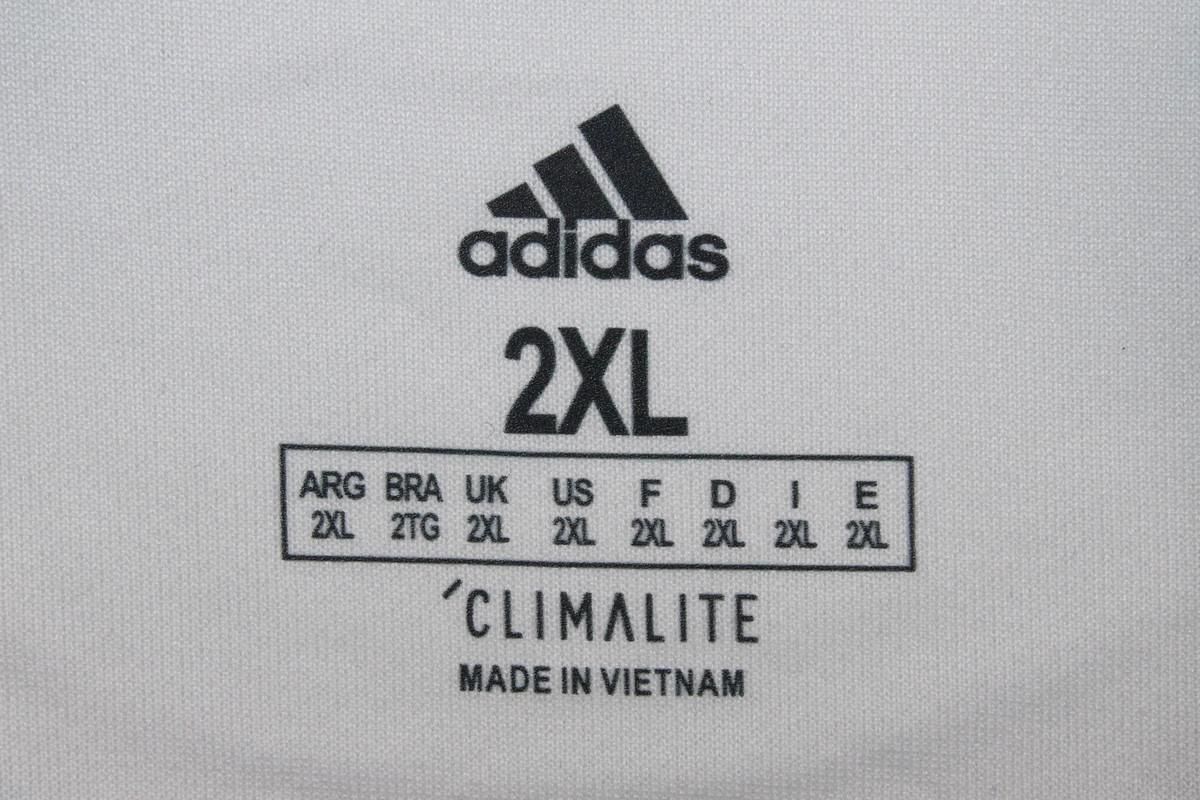 adidas
2XL
ARG BRA UK US F D I E
2XL 2TG 2XL 2XL 2XL 2XL 2XL 2XL
´CLIMALITE
MADE IN VIETNAM